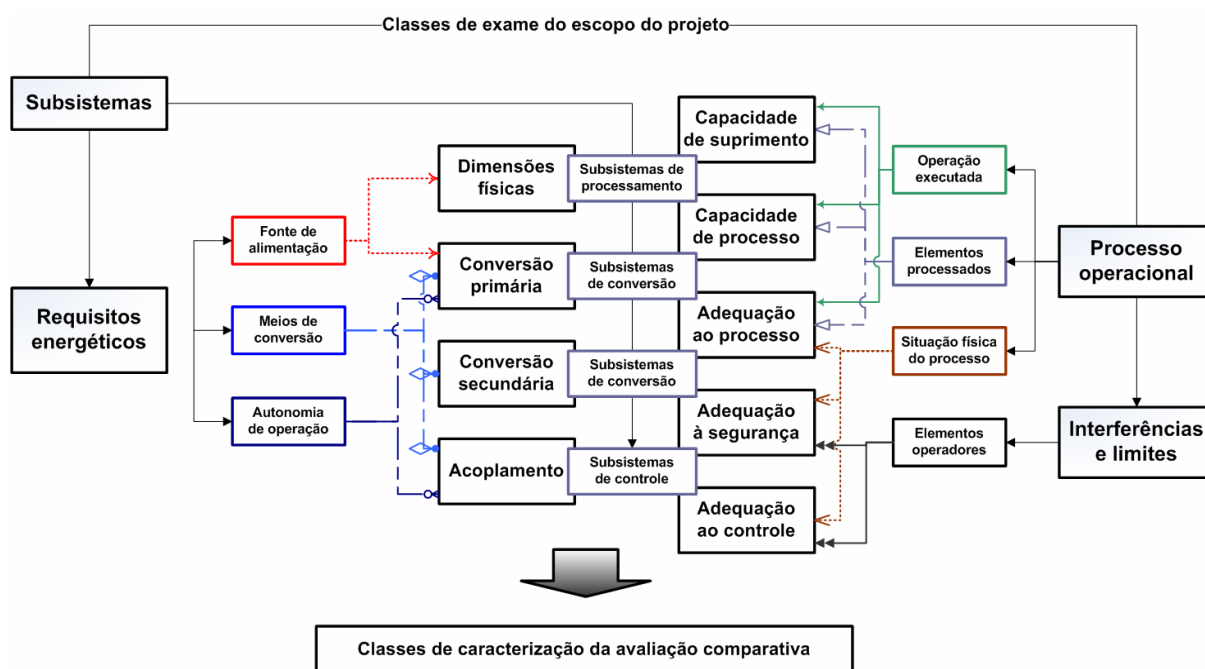 Classes de exame do escopo do projeto
Subsistemas
Requisitos
energéticos
Fonte de
alimentação
Meios de
conversão
Autonomia
de operação
Dimensões
físicas
Conversão
primária
Conversão
secundária
Acoplamento
Subsistemas de
processamento
Subsistemas
de conversão
Subsistemas
de conversão
Subsistemas
de controle
Capacidade
de suprimento
Capacidade
de processo
Adequação
ao processo
Adequação
à segurança
Adequação
ao controle
Operação
executada
Elementos
processados
Situação física
do processo
Elementos
operadores
Processo
operacional
Interferências
e limites
Classes de caracterização da avaliação comparativa